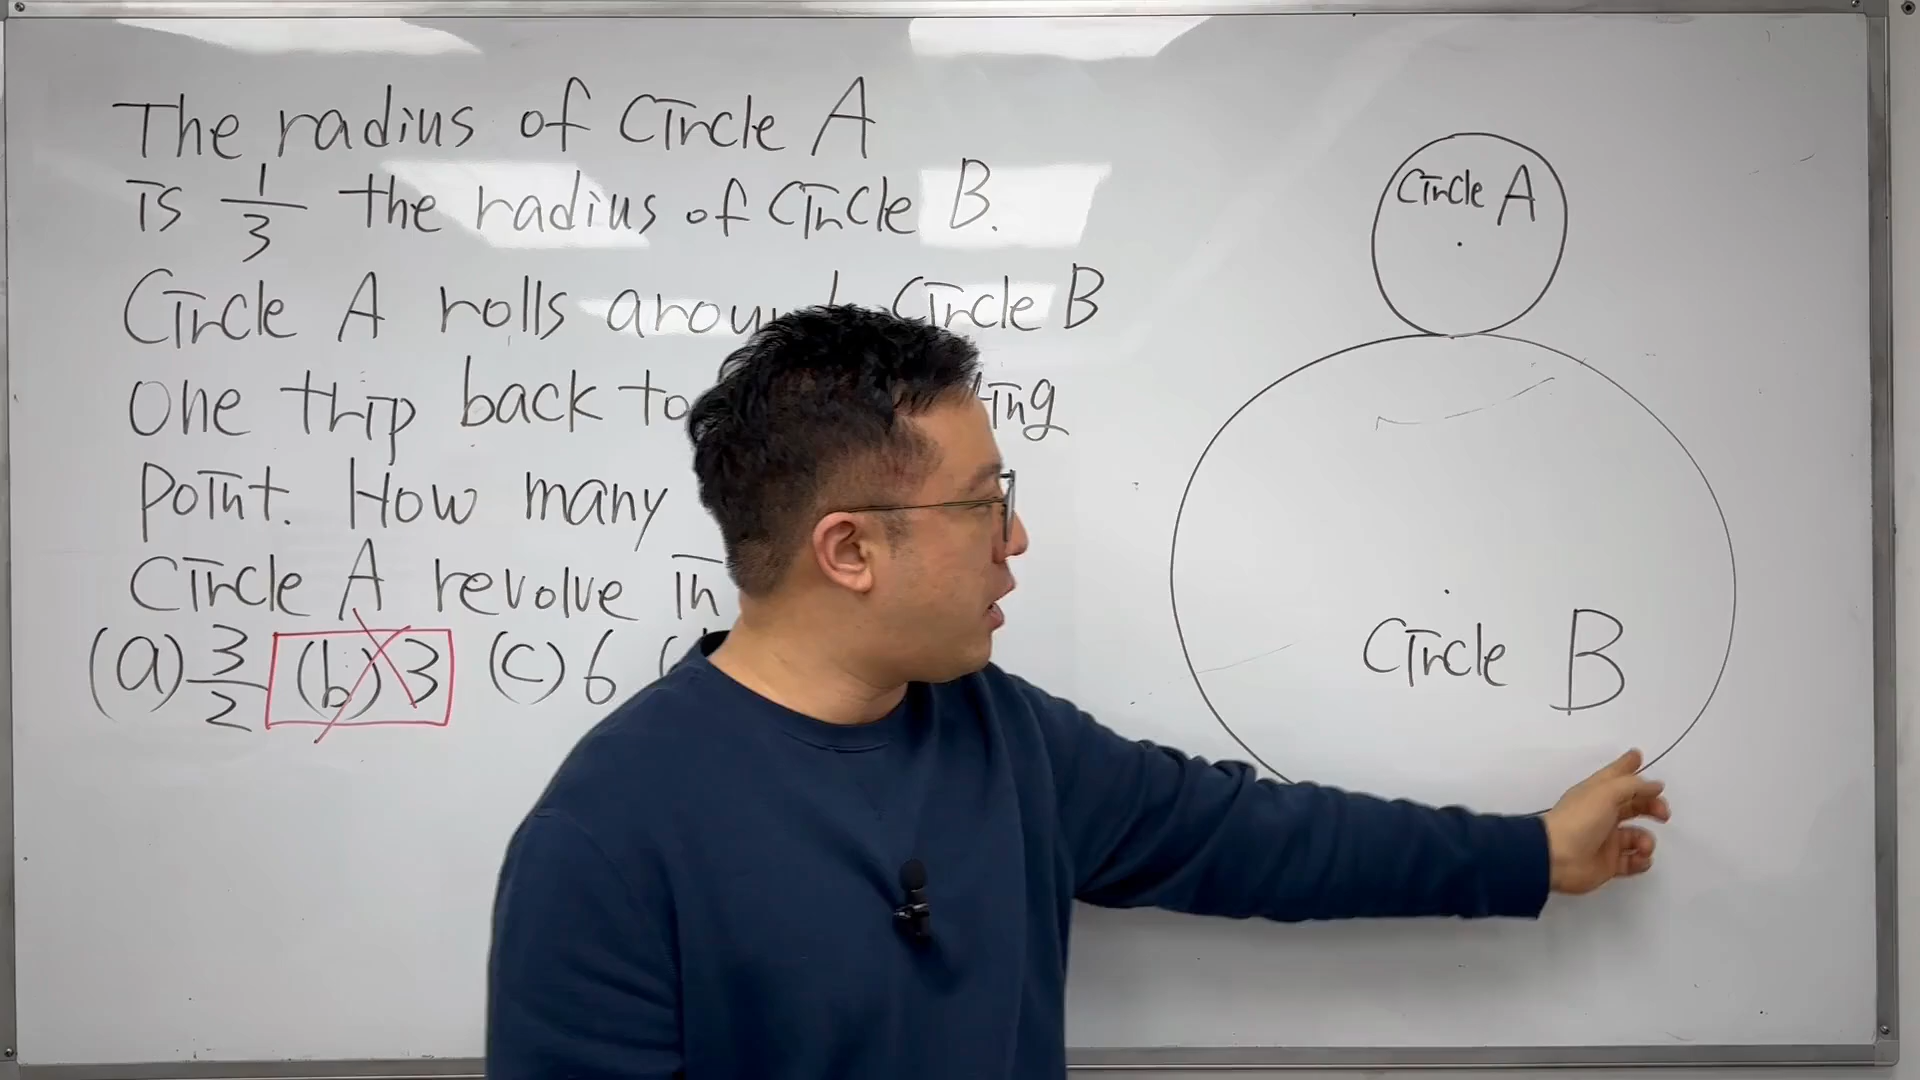 The radius of Circle A
is 1/3 the radius of Circle B.
Circle A rolls around Circle B
one trip back to
point. How many
Circle A revolve in
(a) 3/2 (b) 3 (c) 6 (
Circle A
Circle B